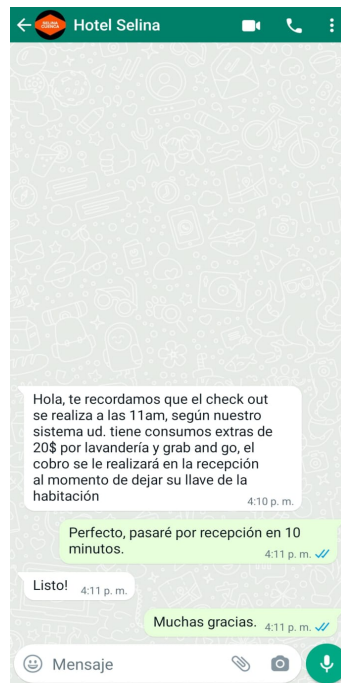 SELINA
CUENCA
Hotel Selina
Hola, te recordamos que el check out
se realiza a las 11am, según nuestro
sistema ud. tiene consumos extras de
20$ por lavandería y grab and go, el
cobro se le realizará en la recepción
al momento de dejar su llave de la
habitación
4:10 p. m.
Perfecto, pasaré por recepción en 10
minutos.
4:11 p. m.
Listo! 4:11 p. m.
Muchas gracias. 4:11 p. m.
Mensaje